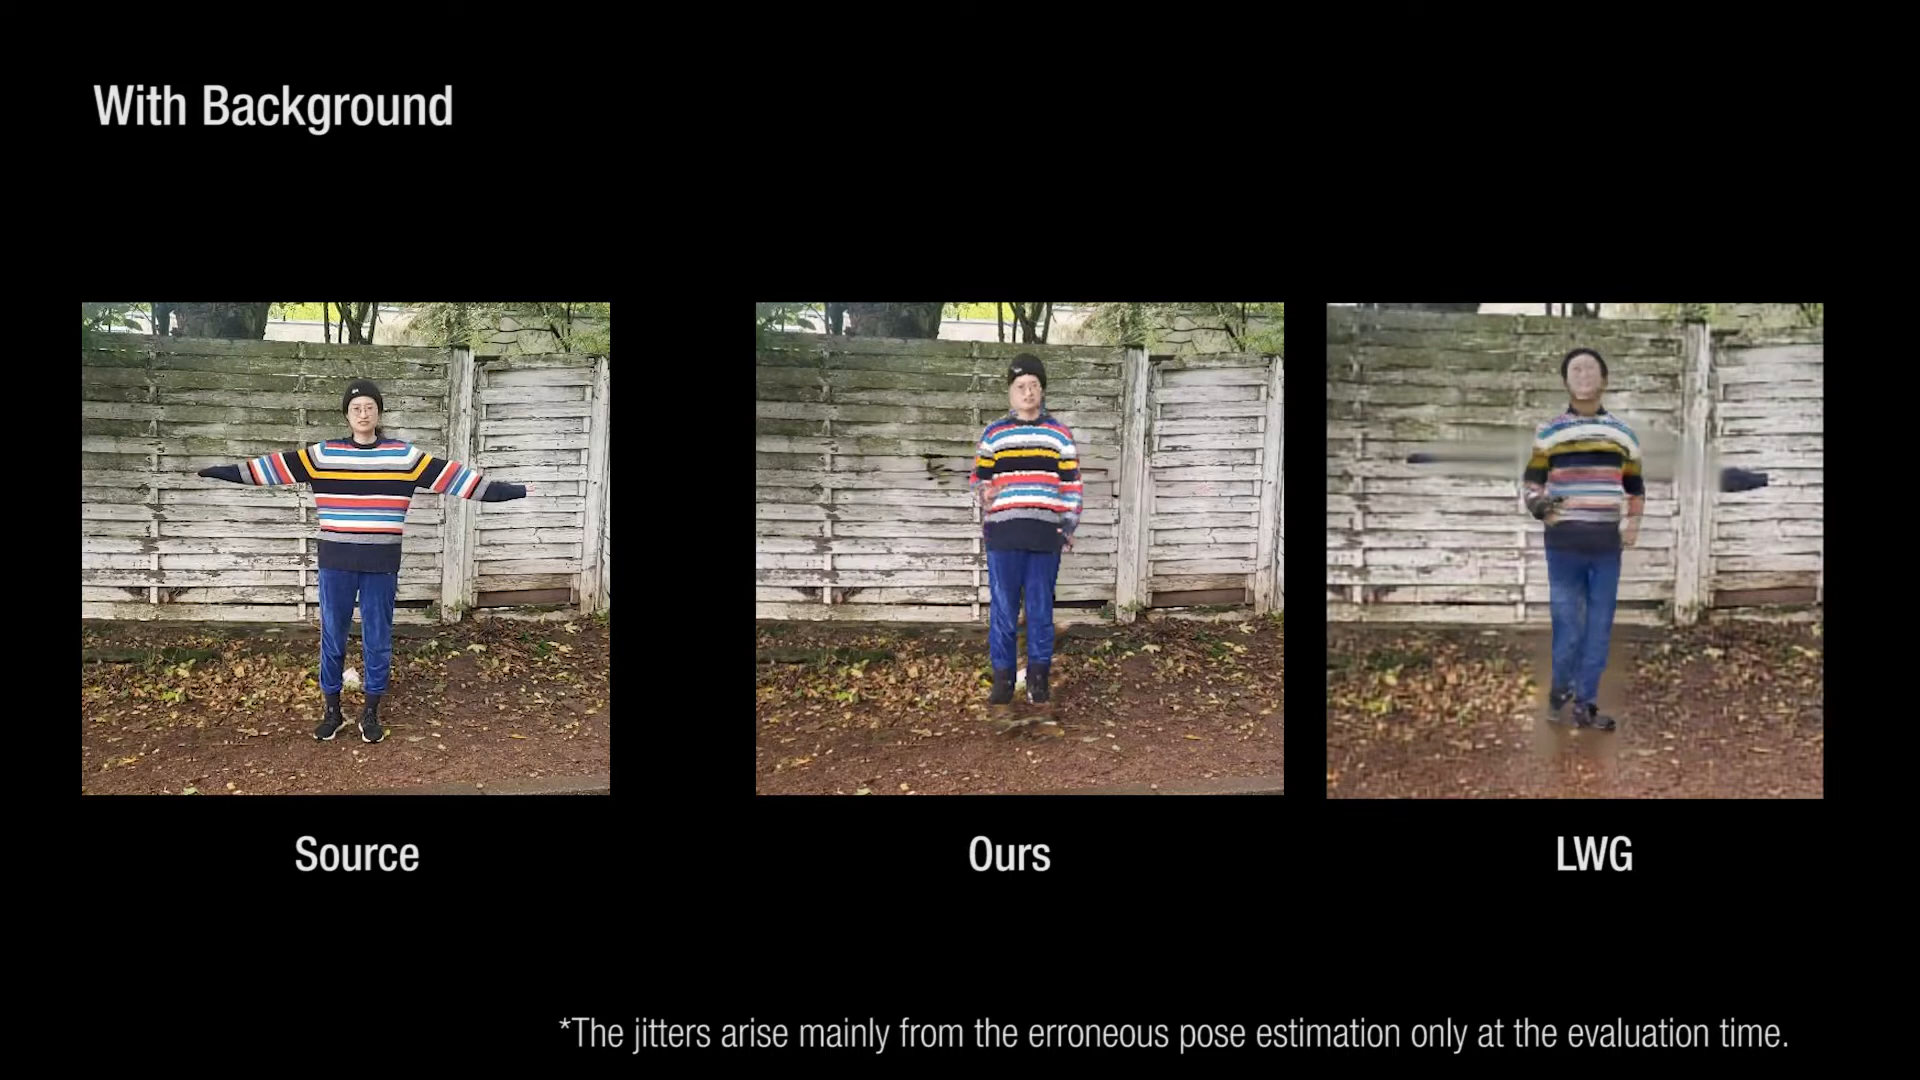 With Background
Source
Ours
LWG
*The jitters arise mainly from the erroneous pose estimation only at the evaluation time.